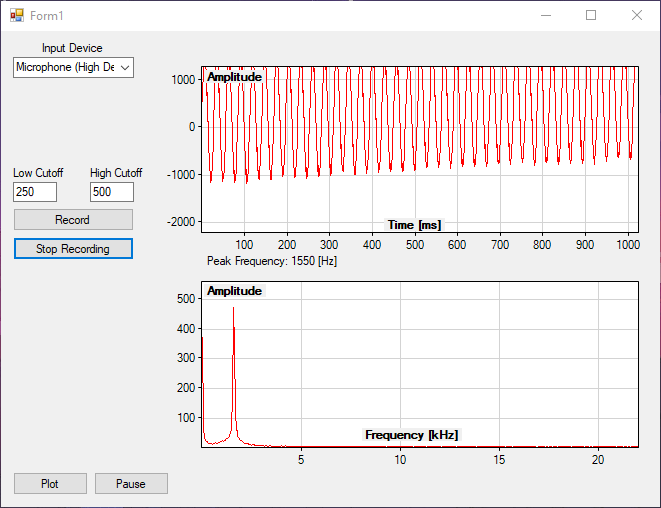 Form1
Input Device
Microphone (High De
Low Cutoff High Cutoff
250 500
Record
Stop Recording
Amplitude
1000
0
-1000
-2000
Time [ms]
100 200 300 400 500 600 700 800 900 1000
Peak Frequency: 1550 [Hz]
Amplitude
500
400
300
200
100
Frequency [kHz]
5 10 15 20
Plot Pause